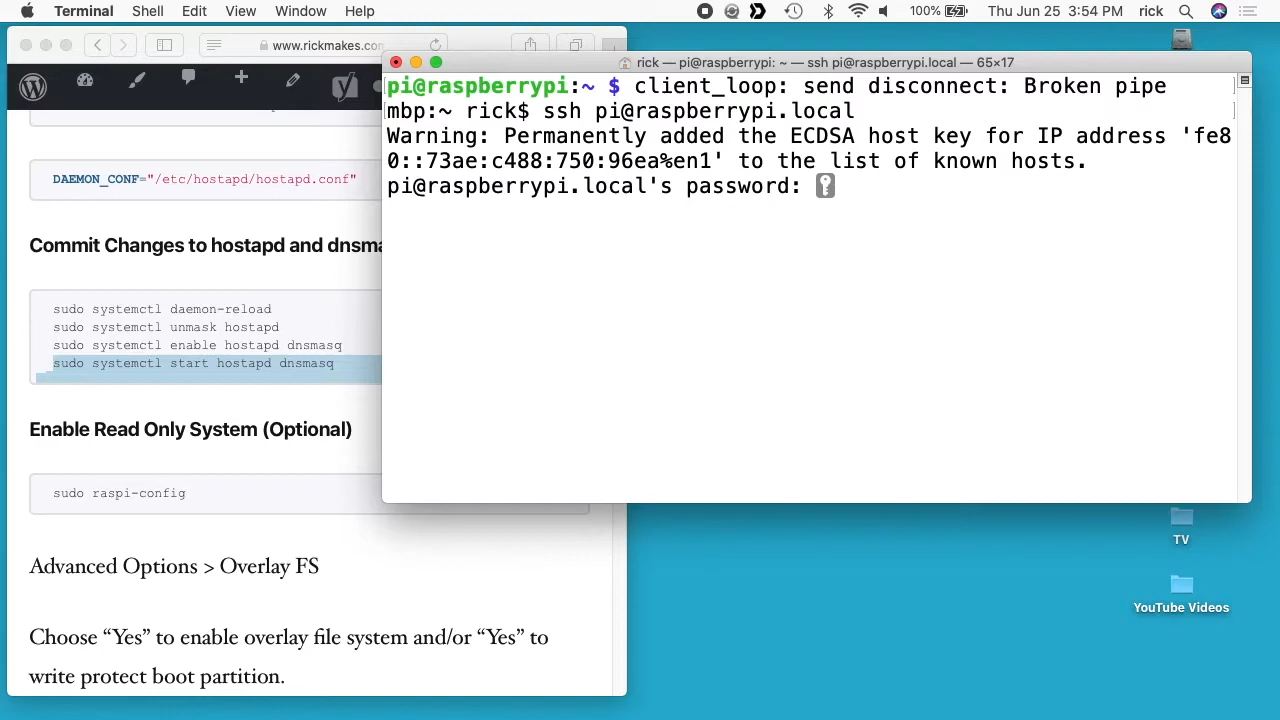 Terminal Shell Edit View Window Help 100% Thu Jun 25 3:54 PM rick
www.rickmakes.com
rick — pi@raspberrypi: ~ — ssh pi@raspberrypi.local — 65×17
pi@raspberrypi:~ $ client_loop: send disconnect: Broken pipe
mbp:~ rick$ ssh pi@raspberrypi.local
Warning: Permanently added the ECDSA host key for IP address 'fe8
0::73ae:c488:750:96ea%en1' to the list of known hosts.
pi@raspberrypi.local's password:
DAEMON_CONF="/etc/hostapd/hostapd.conf"
Commit Changes to hostapd and dnsma
sudo systemctl daemon-reload
sudo systemctl unmask hostapd
sudo systemctl enable hostapd dnsmasq
sudo systemctl start hostapd dnsmasq
Enable Read Only System (Optional)
sudo raspi-config
Advanced Options > Overlay FS
Choose “Yes” to enable overlay file system and/or “Yes” to
write protect boot partition.
TV
YouTube Videos